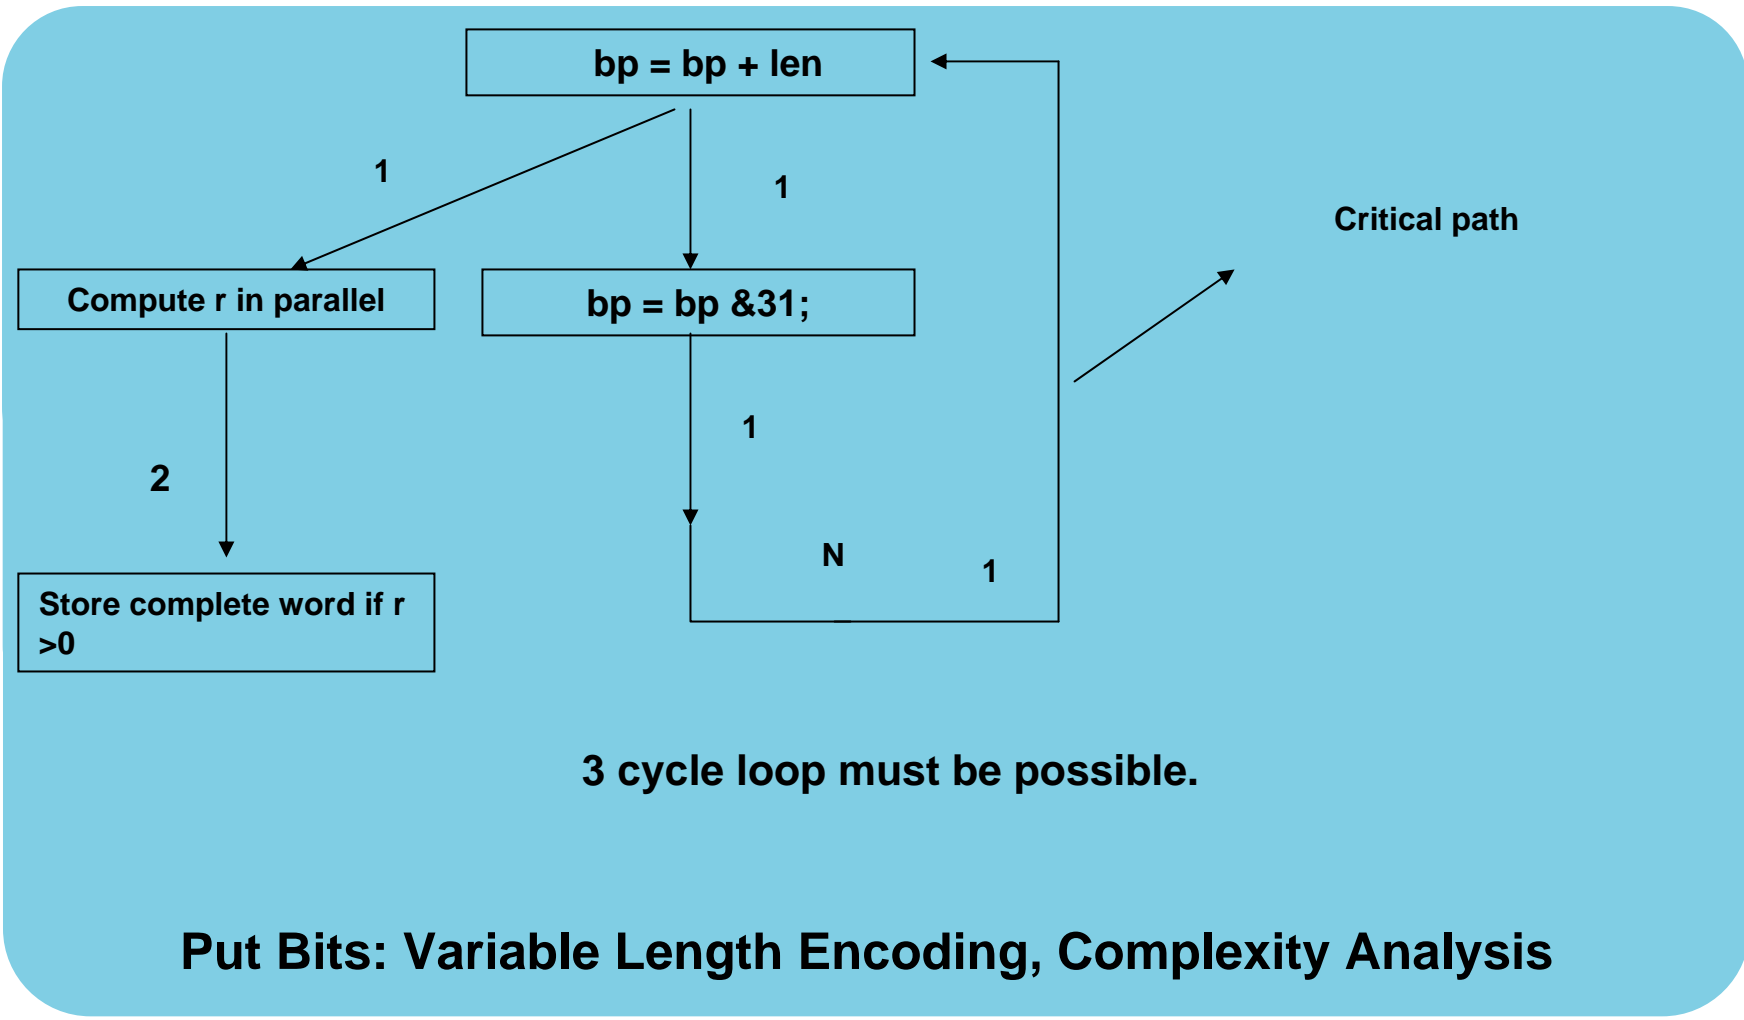 bp = bp + len
1
1
Critical path
Compute r in parallel
bp = bp &31;
1
2
N
1
Store complete word if r
>0
3 cycle loop must be possible.
Put Bits: Variable Length Encoding, Complexity Analysis